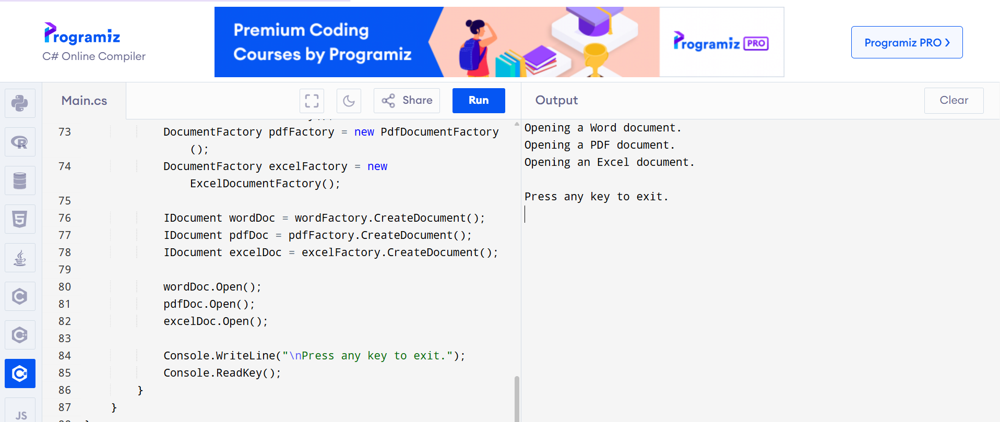 Programiz
C# Online Compiler
Premium Coding
Courses by Programiz
Programiz PRO
Programiz PRO ❯
Main.cs
Share
Run
Output
Clear
73 DocumentFactory pdfFactory = new PdfDocumentFactory
();
74 DocumentFactory excelFactory = new
ExcelDocumentFactory();
75
76 IDocument wordDoc = wordFactory.CreateDocument();
77 IDocument pdfDoc = pdfFactory.CreateDocument();
78 IDocument excelDoc = excelFactory.CreateDocument();
79
80 wordDoc.Open();
81 pdfDoc.Open();
82 excelDoc.Open();
83
84 Console.WriteLine("\nPress any key to exit.");
85 Console.ReadKey();
86 }
87 }
Opening a Word document.
Opening a PDF document.
Opening an Excel document.
Press any key to exit.
R
5
C
C++
C#
JS